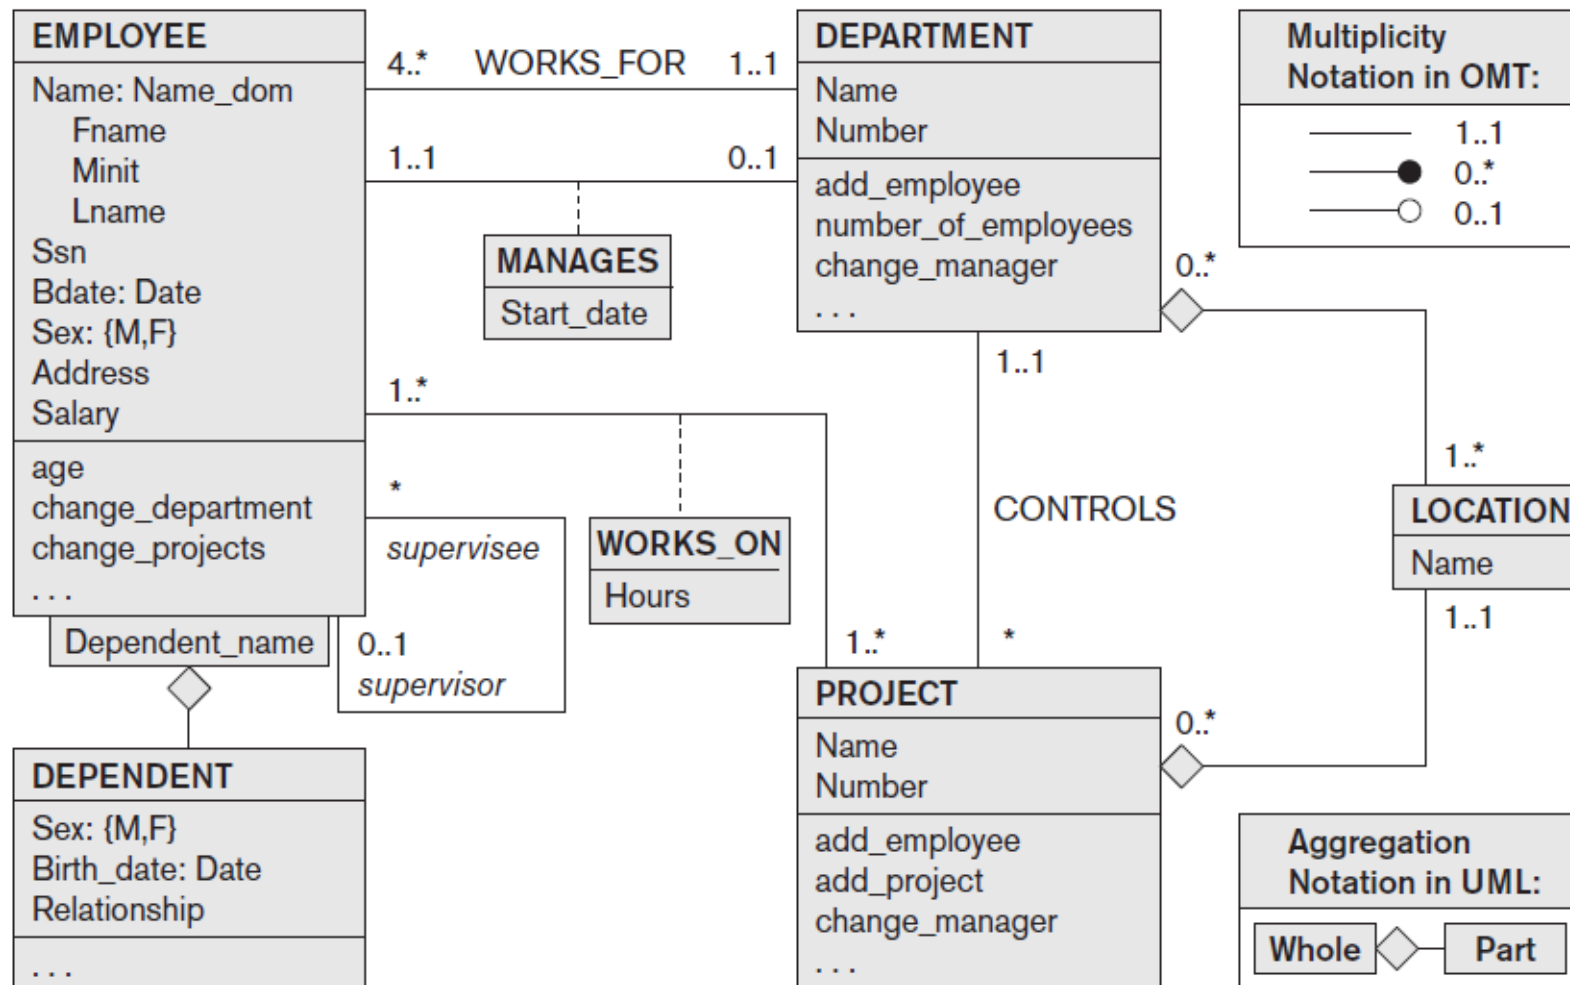 EMPLOYEE
Name: Name_dom
Fname
Minit
Lname
Ssn
Bdate: Date
Sex: {M,F}
Address
Salary
age
change_department
change_projects
. . .
Dependent_name
DEPENDENT
Sex: {M,F}
Birth_date: Date
Relationship
. . .
4..* WORKS_FOR 1..1
1..1 0..1
MANAGES
Start_date
1..*
WORKS_ON
Hours
1..*
*
supervisee
0..1
supervisor
DEPARTMENT
Name
Number
add_employee
number_of_employees
change_manager
. . .
1..1
CONTROLS
*
PROJECT
Name
Number
add_employee
add_project
change_manager
. . .
0..*
1..*
LOCATION
Name
1..1
0..*
Multiplicity
Notation in OMT:
1..1
0..*
0..1
Aggregation
Notation in UML:
Whole Part